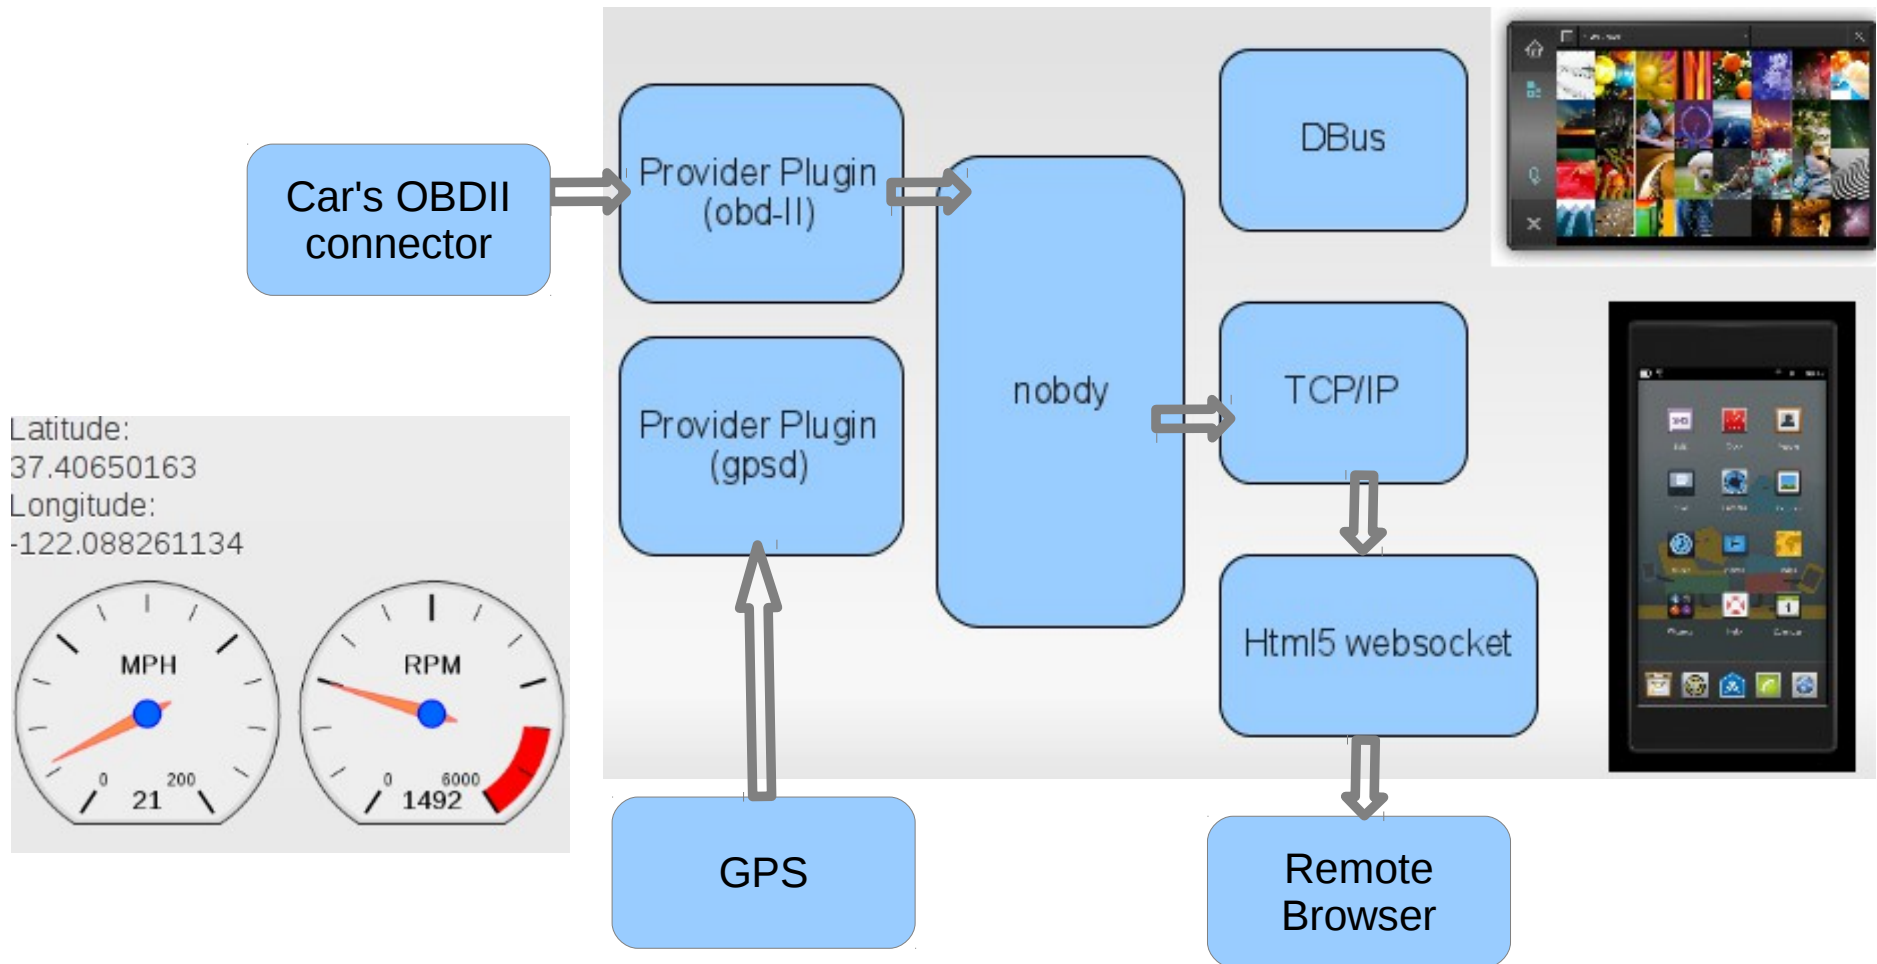 Car's OBDII
connector
Provider Plugin
(obd-II)
Provider Plugin
(gpsd)
nobdy
DBus
TCP/IP
Html5 websocket
Latitude:
37.40650163
Longitude:
-122.088261134
MPH
0
200
21
RPM
0
6000
1492
GPS
Remote
Browser